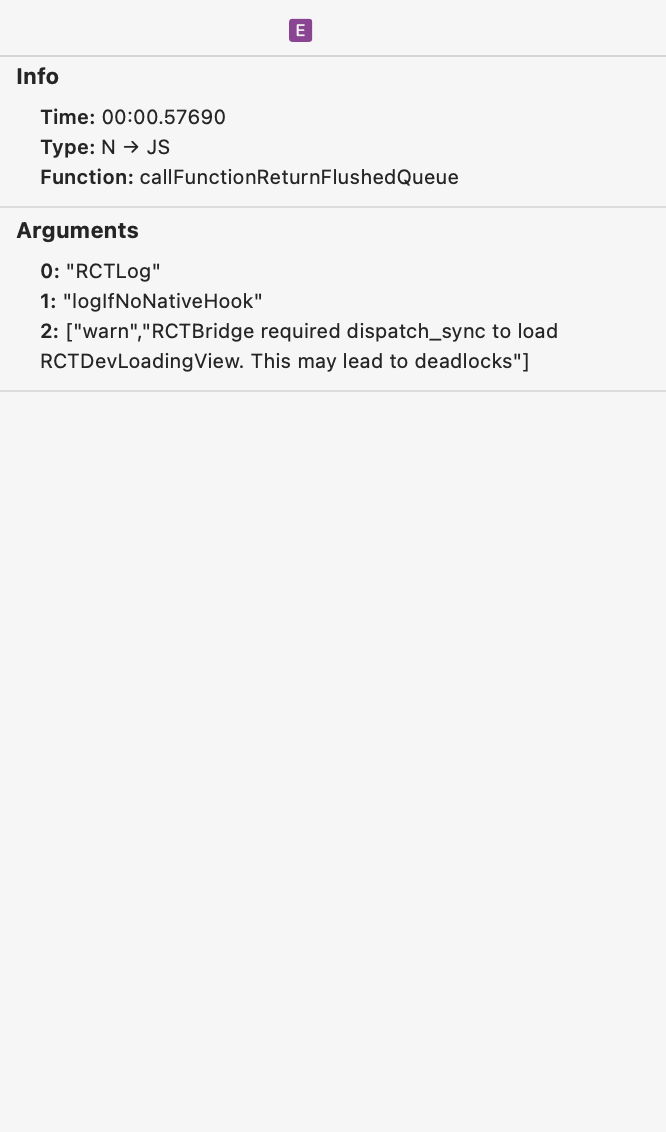 E
Info
Time: 00:00.57690
Type: N → JS
Function: callFunctionReturnFlushedQueue
Arguments
0: "RCTLog"
1: "logIfNoNativeHook"
2: ["warn","RCTBridge required dispatch_sync to load
RCTDevLoadingView. This may lead to deadlocks"]